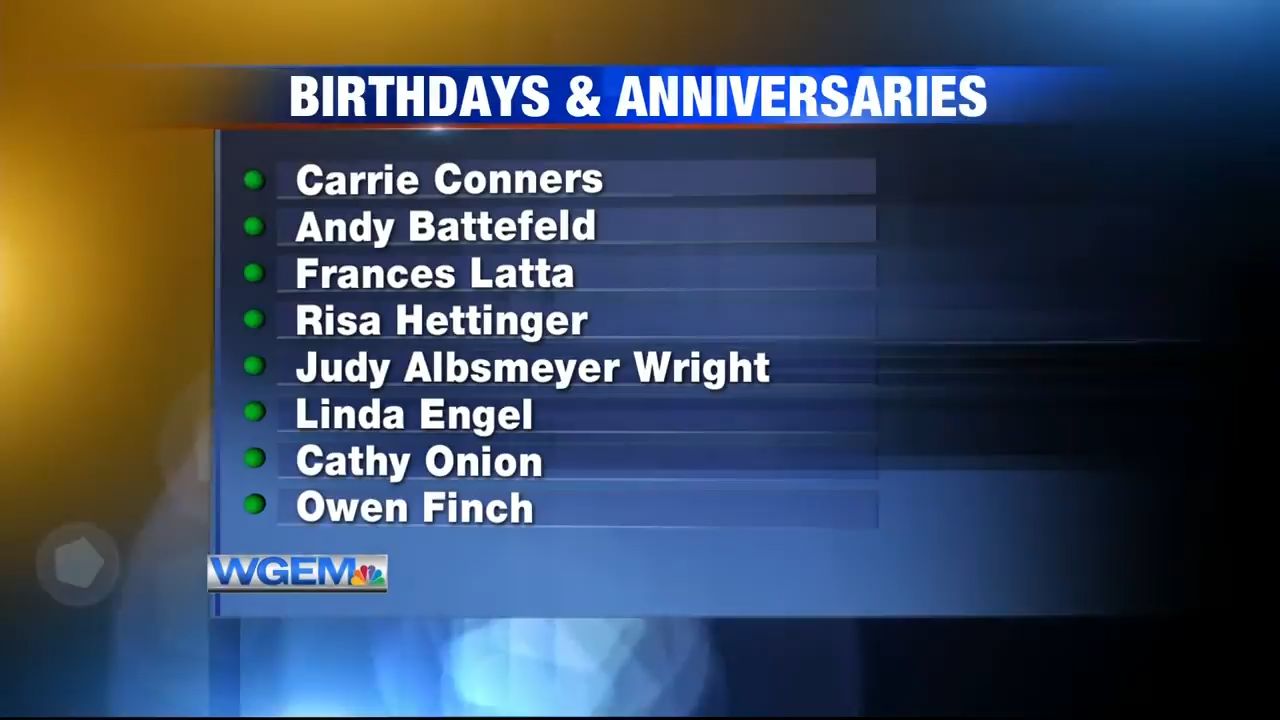 BIRTHDAYS & ANNIVERSARIES
Carrie Conners
Andy Battefeld
Frances Latta
Risa Hettinger
Judy Albsmeyer Wright
Linda Engel
Cathy Onion
Owen Finch
WGEM